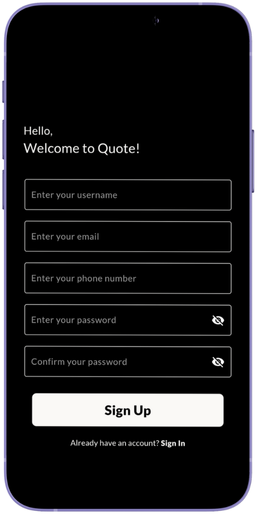 Hello,
Welcome to Quote!
Enter your username
Enter your email
Enter your phone number
Enter your password
Confirm your password
Sign Up
Already have an account? Sign In